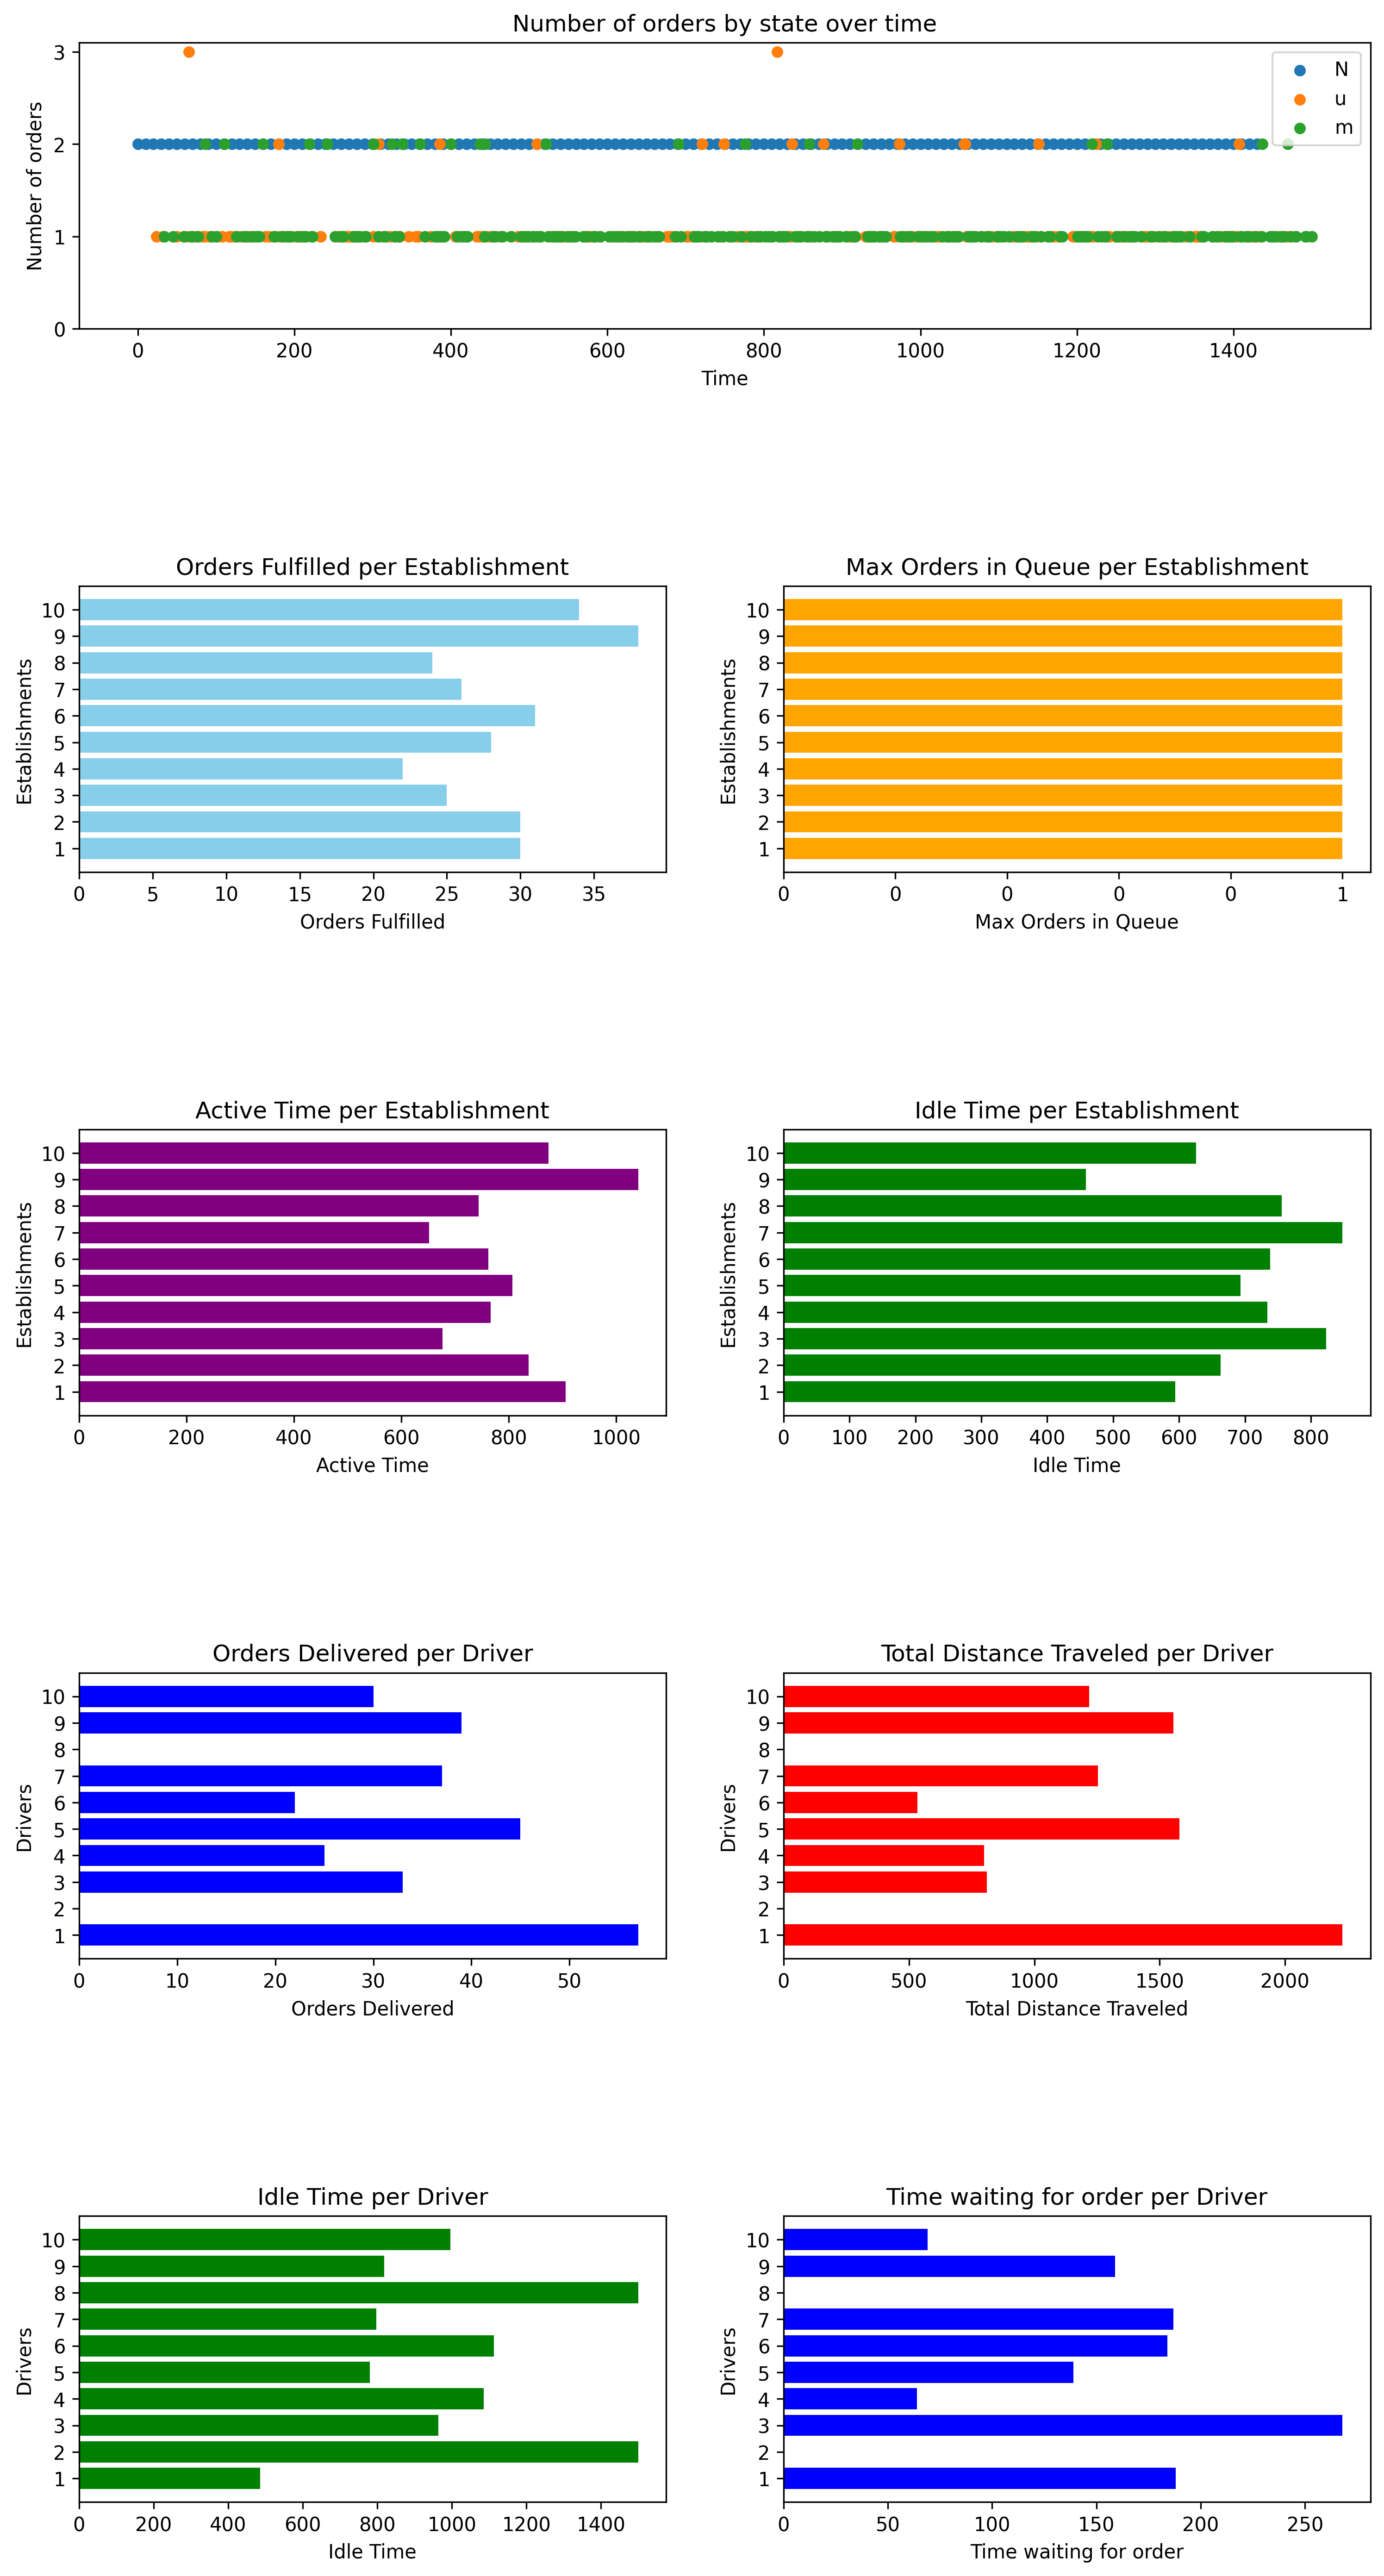 Number of orders by state over time
3
2
1
0
Number of orders
N
u
m
0 200 400 600 800 1000 1200 1400
Time
Orders Fulfilled per Establishment
10
9
8
7
6
5
4
3
2
1
Establishments
0 5 10 15 20 25 30 35
Orders Fulfilled
Max Orders in Queue per Establishment
10
9
8
7
6
5
4
3
2
1
Establishments
0 0 0 0 0 1
Max Orders in Queue
Active Time per Establishment
10
9
8
7
6
5
4
3
2
1
Establishments
0 200 400 600 800 1000
Active Time
Idle Time per Establishment
10
9
8
7
6
5
4
3
2
1
Establishments
0 100 200 300 400 500 600 700 800
Idle Time
Orders Delivered per Driver
10
9
8
7
6
5
4
3
2
1
Drivers
0 10 20 30 40 50
Orders Delivered
Total Distance Traveled per Driver
10
9
8
7
6
5
4
3
2
1
Drivers
0 500 1000 1500 2000
Total Distance Traveled
Idle Time per Driver
10
9
8
7
6
5
4
3
2
1
Drivers
0 200 400 600 800 1000 1200 1400
Idle Time
Time waiting for order per Driver
10
9
8
7
6
5
4
3
2
1
Drivers
0 50 100 150 200 250
Time waiting for order